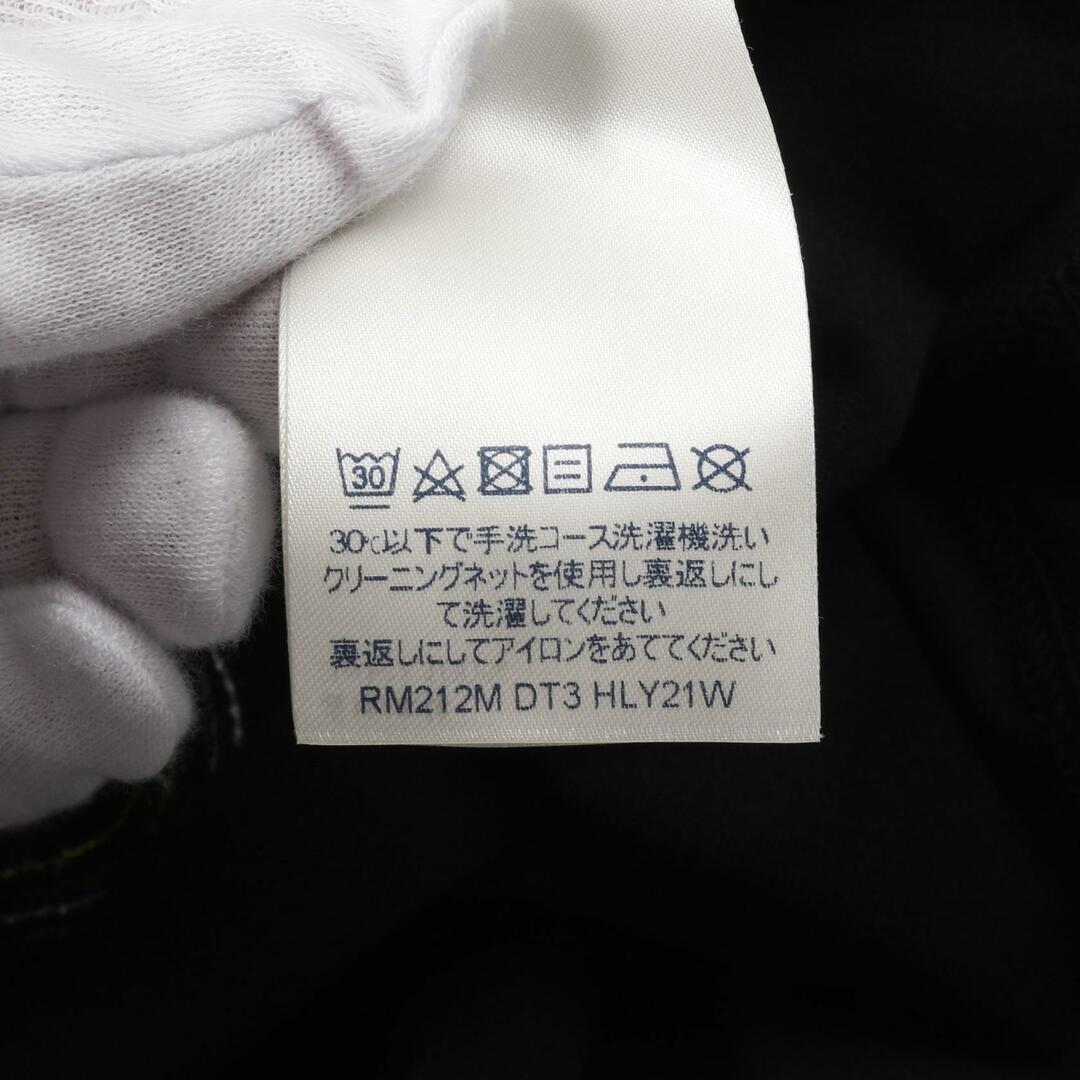 30
30℃以下で手洗コース洗濯機洗い
クリーニングネットを使用し裏返しにし
て洗濯してください
裏返しにしてアイロンをあててください
RM212M DT3 HLY21W